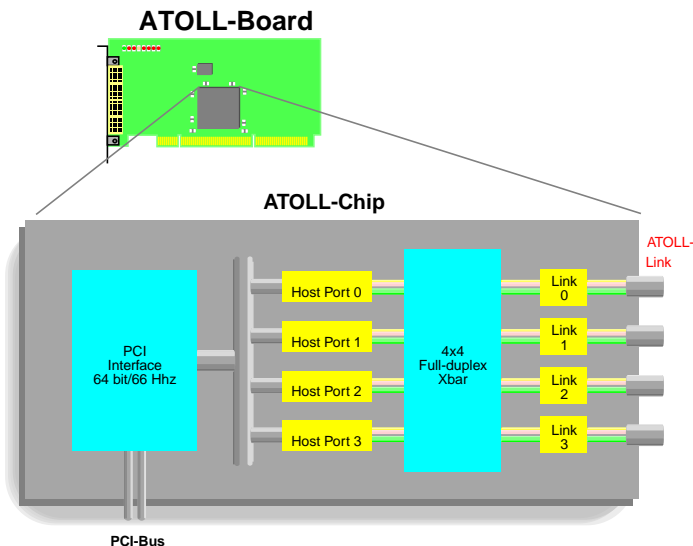 ATOLL-Board
ATOLL-Chip
ATOLL-
Link
PCI
Interface
64 bit/66 Hhz
Host Port 0
Host Port 1
Host Port 2
Host Port 3
4x4
Full-duplex
Xbar
Link
0
Link
1
Link
2
Link
3
PCI-Bus